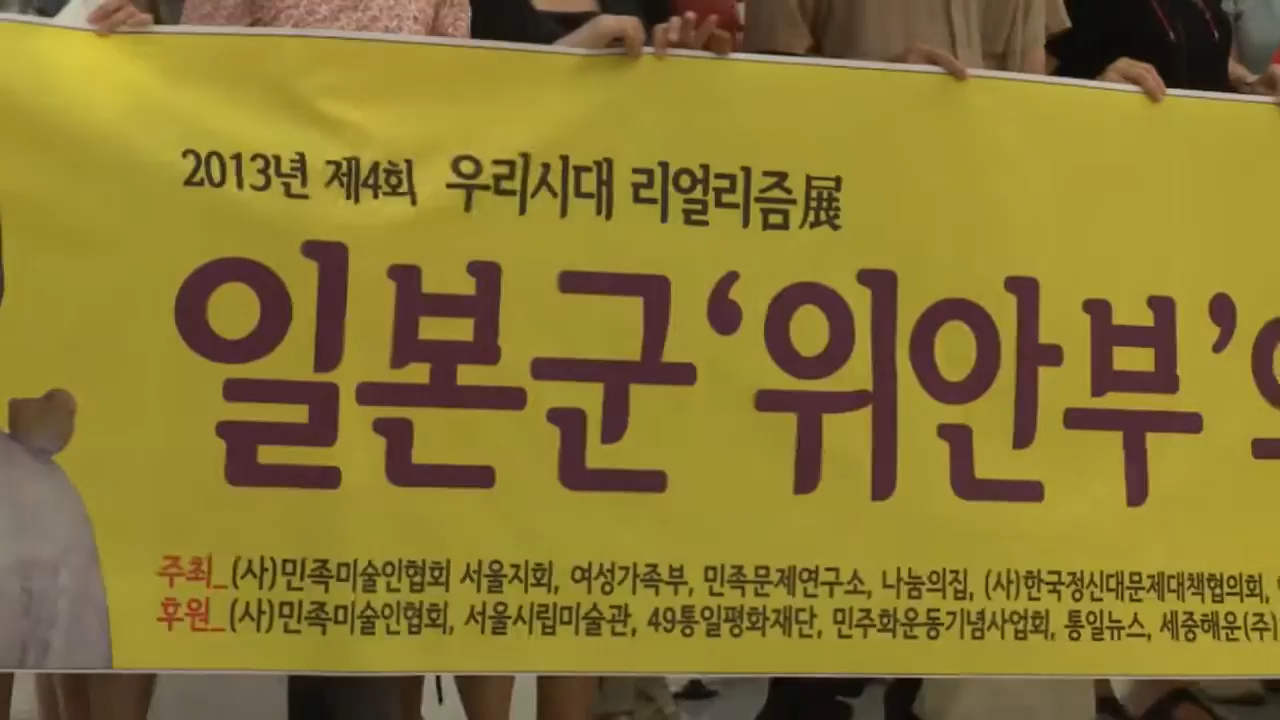 2013년 제4회 우리시대 리얼리즘展
일본군 ‘위안부’
주최_(사)민족미술인협회 서울지회, 여성가족부, 민족문제연구소, 나눔의집, (사)한국정신대문제대책협의회,
후원_(사)민족미술인협회, 서울시립미술관, 49통일평화재단, 민주화운동기념사업회, 통일뉴스, 세중해운(주)